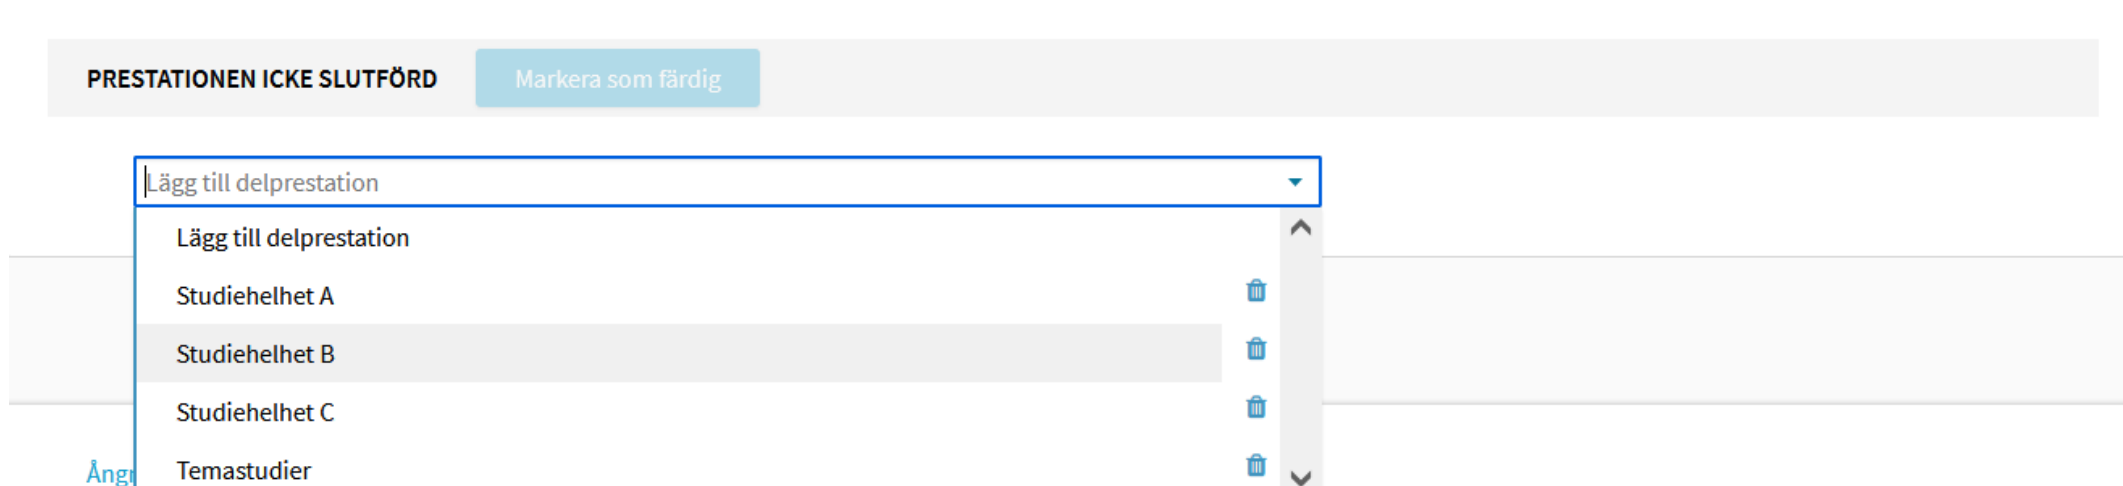 PRESTATIONEN ICKE SLUTFÖRD Markera som färdig
Lägg till delprestation
Lägg till delprestation
Studiehelhet A
Studiehelhet B
Studiehelhet C
Temastudier